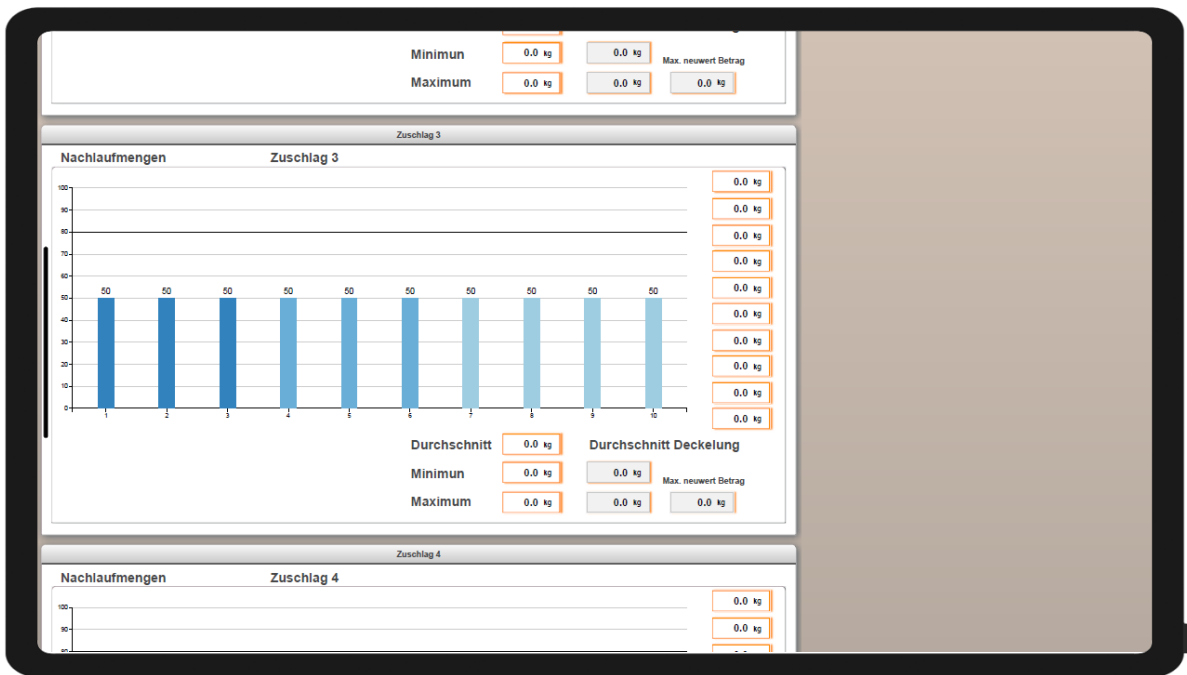 Minimun 0.0 kg 0.0 kg Max. neuwert Betrag
Maximum 0.0 kg 0.0 kg 0.0 kg
Zuschlag 3
Nachlaufmengen Zuschlag 3
0.0 kg
100
0.0 kg
90
0.0 kg
80
70
0.0 kg
60
0.0 kg
50 50 50 50 50 50 50 50 50 50
50
0.0 kg
40
0.0 kg
30
20
0.0 kg
10
0.0 kg
0
1 2 3 4 5 6 7 8 9 10
0.0 kg
Durchschnitt 0.0 kg Durchschnitt Deckelung
Minimun 0.0 kg 0.0 kg Max. neuwert Betrag
Maximum 0.0 kg 0.0 kg 0.0 kg
Zuschlag 4
Nachlaufmengen Zuschlag 4
0.0 kg
100
0.0 kg
90